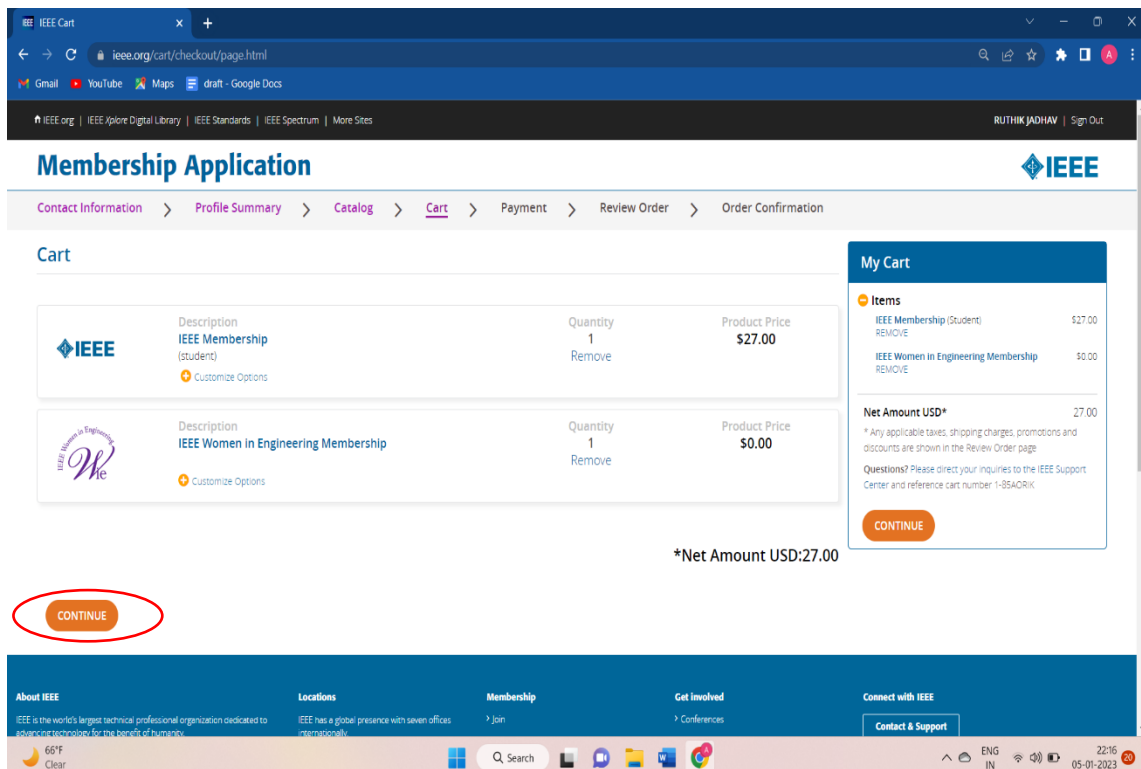 IEEE Cart
ieee.org/cart/checkout/page.html
A
Gmail YouTube Maps draft - Google Docs
IEEE.org | IEEE Xplore Digital Library | IEEE Standards | IEEE Spectrum | More Sites
RUTHIK JADHAV | Sign Out
Membership Application
IEEE
Contact Information > Profile Summary > Catalog > Cart > Payment > Review Order > Order Confirmation
Cart
IEEE
Description
IEEE Membership
(student)
Customize Options
Quantity
1
Remove
Product Price
$27.00
IEEE Women in Engineering
WIe
Description
IEEE Women in Engineering Membership
Customize Options
Quantity
1
Remove
Product Price
$0.00
*Net Amount USD:27.00
CONTINUE
My Cart
Items
IEEE Membership (Student) $27.00
REMOVE
IEEE Women in Engineering Membership $0.00
REMOVE
Net Amount USD* 27.00
* Any applicable taxes, shipping charges, promotions and
discounts are shown in the Review Order page
Questions? Please direct your inquiries to the IEEE Support
Center and reference cart number 1-85AORIK
CONTINUE
About IEEE
IEEE is the world's largest technical professional organization dedicated to
advancing technology for the benefit of humanity.
Locations
IEEE has a global presence with seven offices
internationally.
Membership
> Join
Get involved
> Conferences
Connect with IEEE
Contact & Support
66°F
Clear
Search
ENG
IN
22:16
05-01-2023
20